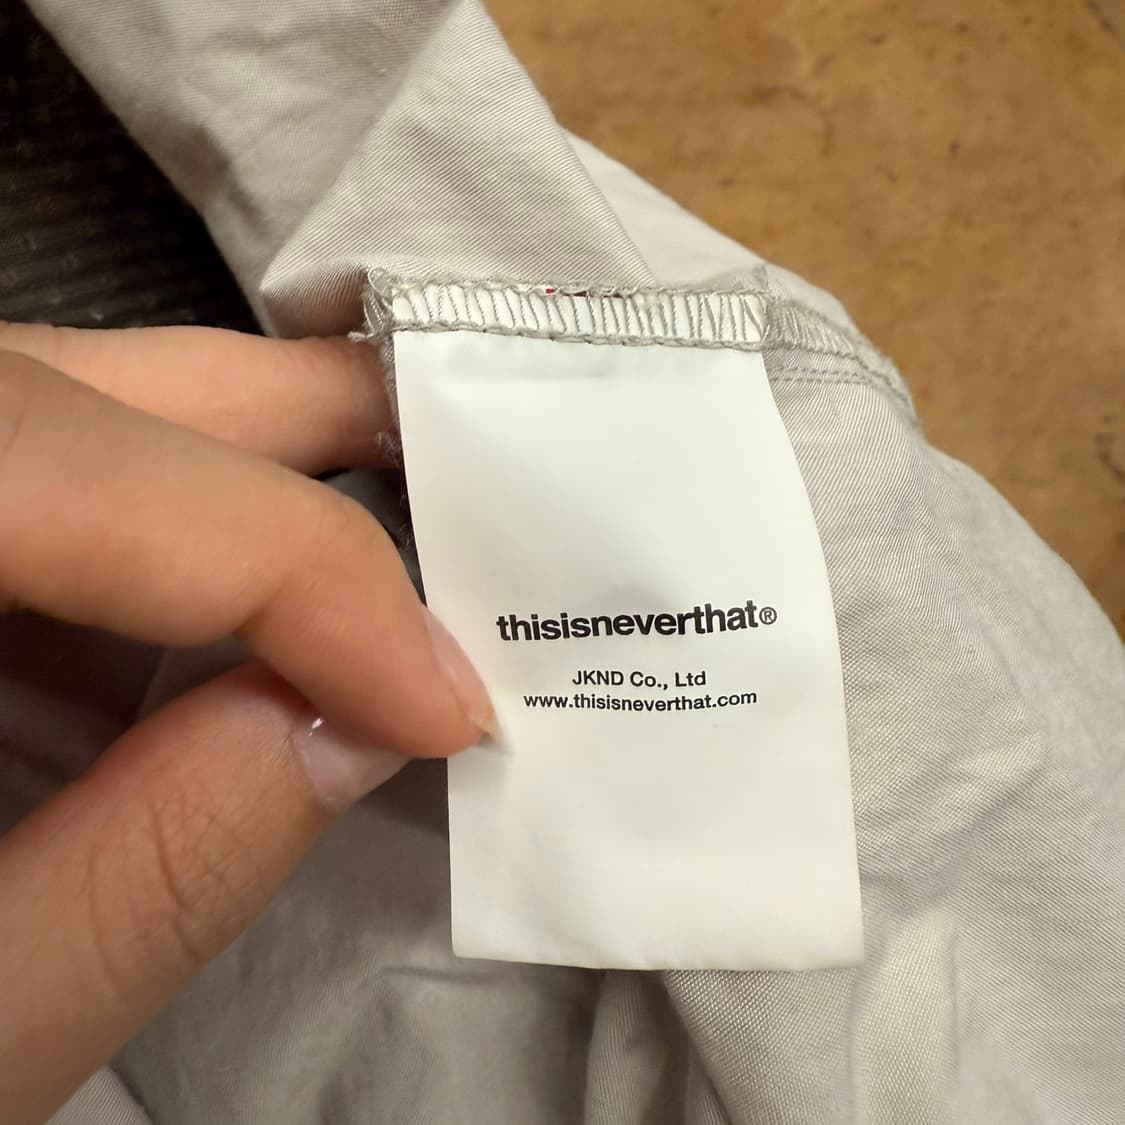 thisisneverthat®
JKND Co., Ltd
www.thisisneverthat.com